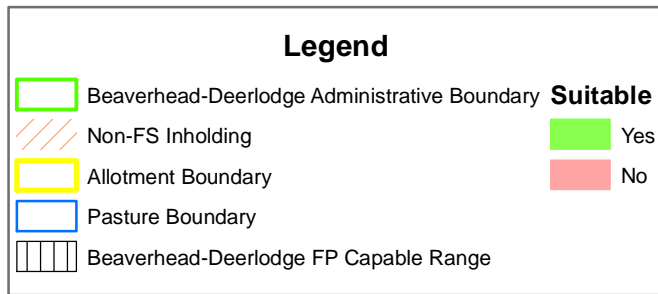 Legend
Beaverhead-Deerlodge Administrative Boundary
Non-FS Inholding
Allotment Boundary
Pasture Boundary
Beaverhead-Deerlodge FP Capable Range
Suitable
Yes
No